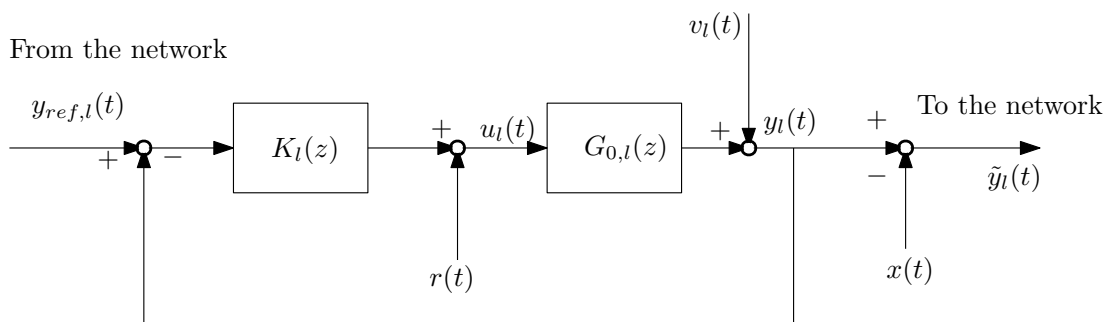 From the network
y_{ref,l}(t)
+
−
K_l(z)
+
u_l(t)
r(t)
G_{0,l}(z)
v_l(t)
+
y_l(t)
+
−
x(t)
To the network
ỹ_l(t)